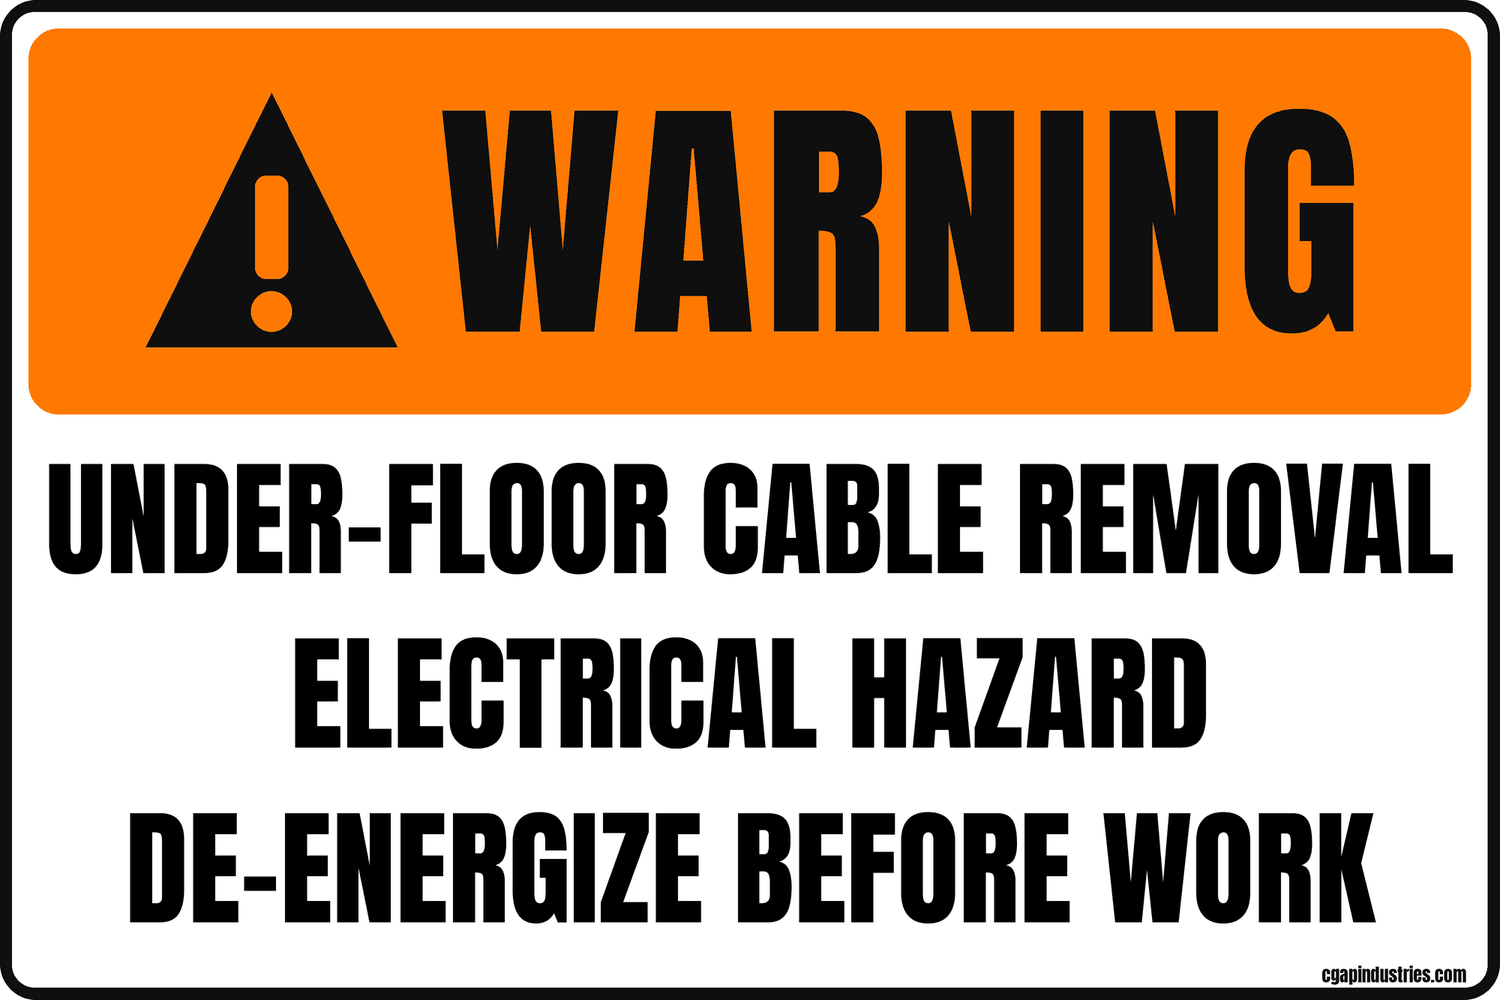 WARNING
UNDER-FLOOR CABLE REMOVAL
ELECTRICAL HAZARD
DE-ENERGIZE BEFORE WORK
cgapindustries.com